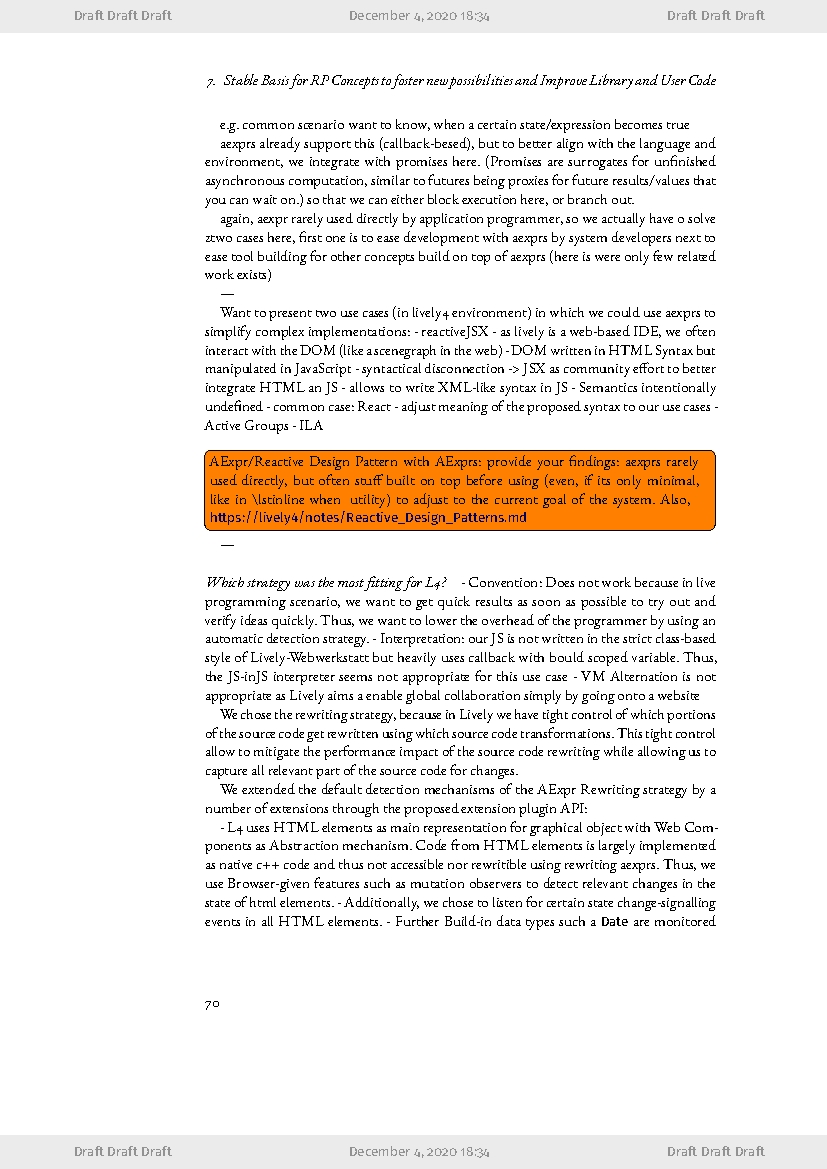 Draft Draft Draft December 4, 2020 18:34 Draft Draft Draft
7. Stable Basis for RP Concepts to foster new possibilities and Improve Library and User Code
e.g. common scenario want to know, when a certain state/expression becomes true
aexprs already support this (callback-besed), but to better align with the language and
environment, we integrate with promises here. (Promises are surrogates for unfinished
asynchronous computation, similar to futures being proxies for future results/values that
you can wait on.) so that we can either block execution here, or branch out.
again, aexpr rarely used directly by application programmer, so we actually have o solve
ztwo cases here, first one is to ease development with aexprs by system developers next to
ease tool building for other concepts build on top of aexprs (here is were only few related
work exists)
—
Want to present two use cases (in lively4 environment) in which we could use aexprs to
simplify complex implementations: - reactiveJSX - as lively is a web-based IDE, we often
interact with the DOM (like a scenegraph in the web) - DOM written in HTML Syntax but
manipulated in JavaScript - syntactical disconnection -> JSX as community effort to better
integrate HTML an JS - allows to write XML-like syntax in JS - Semantics intentionally
undefined - common case: React - adjust meaning of the proposed syntax to our use cases -
Active Groups - ILA
AExpr/Reactive Design Pattern with AExprs: provide your findings: aexprs rarely
used directly, but often stuff built on top before using (even, if its only minimal,
like in \lstinline when utility) to adjust to the current goal of the system. Also,
https://lively4/notes/Reactive_Design_Patterns.md
—
Which strategy was the most fitting for L4? - Convention: Does not work because in live
programming scenario, we want to get quick results as soon as possible to try out and
verify ideas quickly. Thus, we want to lower the overhead of the programmer by using an
automatic detection strategy. - Interpretation: our JS is not written in the strict class-based
style of Lively-Webwerkstatt but heavily uses callback with bould scoped variable. Thus,
the JS-inJS interpreter seems not appropriate for this use case - VM Alternation is not
appropriate as Lively aims a enable global collaboration simply by going onto a website
We chose the rewriting strategy, because in Lively we have tight control of which portions
of the source code get rewritten using which source code transformations. This tight control
allow to mitigate the performance impact of the source code rewriting while allowing us to
capture all relevant part of the source code for changes.
We extended the default detection mechanisms of the AExpr Rewriting strategy by a
number of extensions through the proposed extension plugin API:
- L4 uses HTML elements as main representation for graphical object with Web Com-
ponents as Abstraction mechanism. Code from HTML elements is largely implemented
as native c++ code and thus not accessible nor rewritible using rewriting aexprs. Thus, we
use Browser-given features such as mutation observers to detect relevant changes in the
state of html elements. - Additionally, we chose to listen for certain state change-signalling
events in all HTML elements. - Further Build-in data types such a Date are monitored
70
Draft Draft Draft December 4, 2020 18:34 Draft Draft Draft